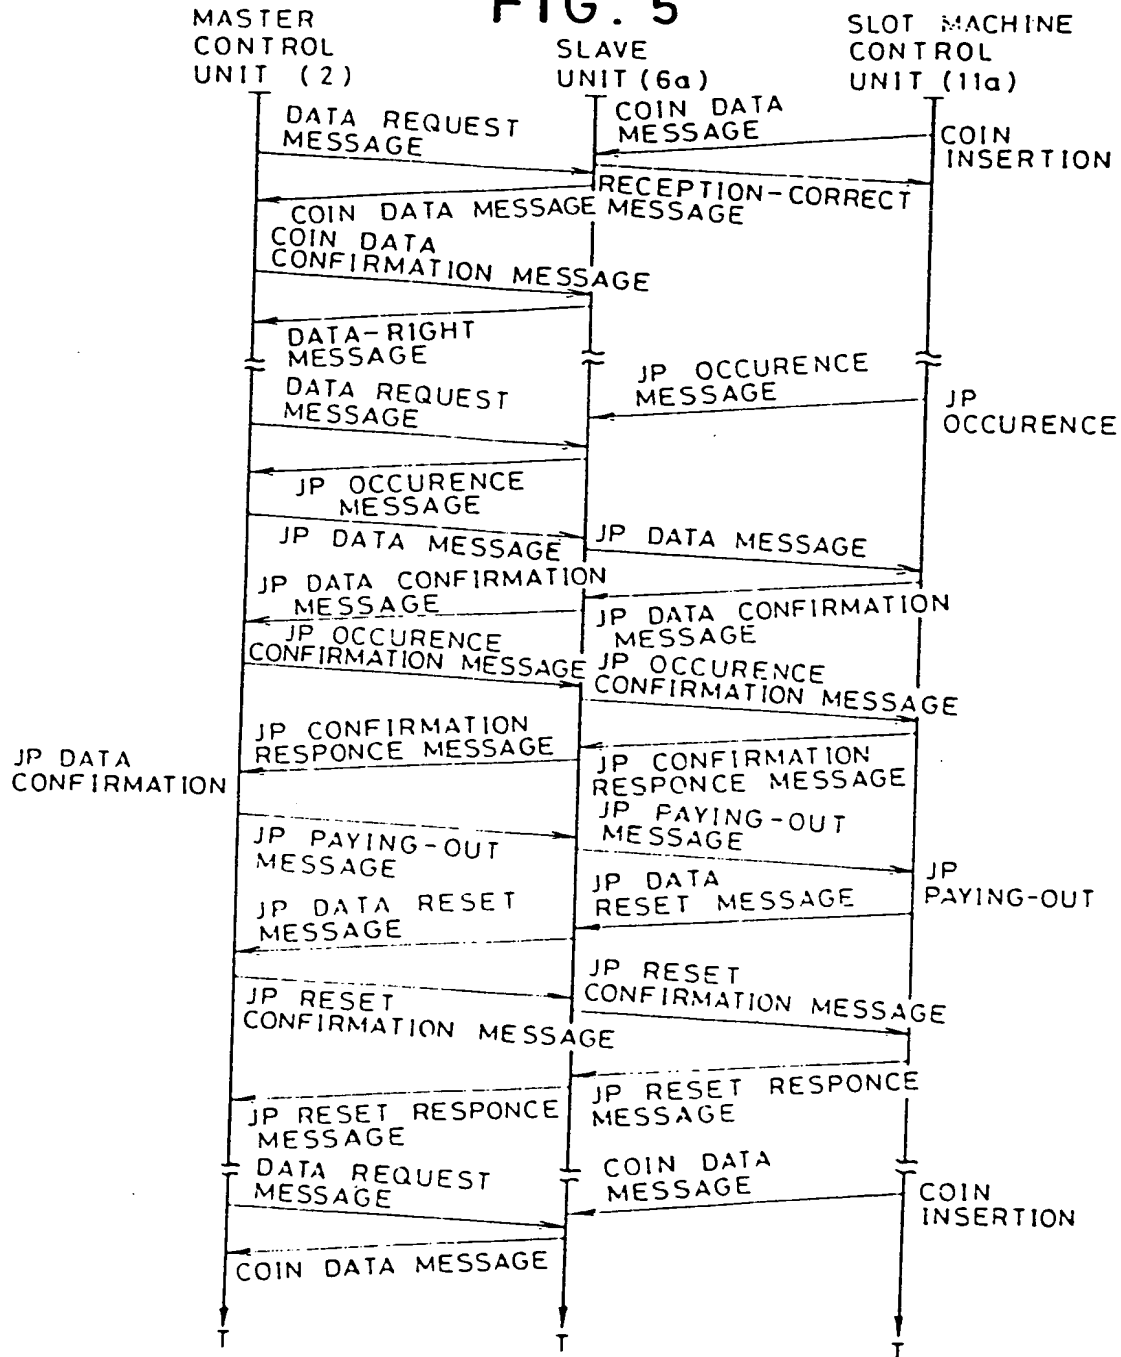 FIG. 5
MASTER
CONTROL
UNIT (2)
SLAVE
UNIT (6a)
SLOT MACHINE
CONTROL
UNIT (11a)
DATA REQUEST
MESSAGE
COIN DATA
MESSAGE
COIN
INSERTION
RECEPTION-CORRECT
MESSAGE
COIN DATA MESSAGE
COIN DATA
CONFIRMATION MESSAGE
DATA-RIGHT
MESSAGE
JP OCCURENCE
MESSAGE
JP
OCCURENCE
DATA REQUEST
MESSAGE
JP OCCURENCE
MESSAGE
JP DATA MESSAGE
JP DATA MESSAGE
JP DATA CONFIRMATION
MESSAGE
JP DATA CONFIRMATION
MESSAGE
JP OCCURENCE
CONFIRMATION MESSAGE
JP OCCURENCE
CONFIRMATION MESSAGE
JP CONFIRMATION
RESPONCE MESSAGE
JP CONFIRMATION
RESPONCE MESSAGE
JP DATA
CONFIRMATION
JP PAYING-OUT
MESSAGE
JP PAYING-OUT
MESSAGE
JP
PAYING-OUT
JP DATA
RESET MESSAGE
JP DATA RESET
MESSAGE
JP RESET
CONFIRMATION MESSAGE
JP RESET
CONFIRMATION MESSAGE
JP RESET RESPONCE
MESSAGE
JP RESET RESPONCE
MESSAGE
DATA REQUEST
MESSAGE
COIN DATA
MESSAGE
COIN
INSERTION
COIN DATA MESSAGE
T
T
T